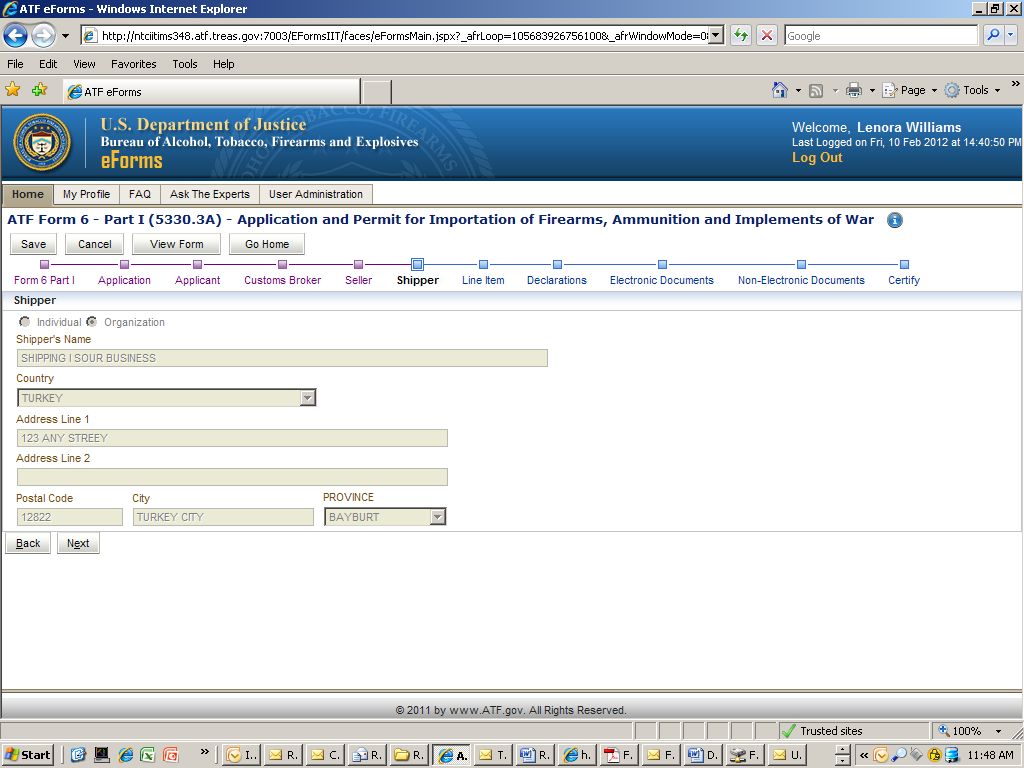 ATF eForms - Windows Internet Explorer
http://ntciitims348.atf.treas.gov:7003/EFormsIIT/faces/eFormsMain.jspx?_afrLoop=105683926756100&_afrWindowMode=0&
Google
File Edit View Favorites Tools Help
ATF eForms
Page Tools »
U.S. Department of Justice
Bureau of Alcohol, Tobacco, Firearms and Explosives
eForms
Welcome, Lenora Williams
Last Logged on Fri, 10 Feb 2012 at 14:40:50 PM
Log Out
Home My Profile FAQ Ask The Experts User Administration
ATF Form 6 - Part I (5330.3A) - Application and Permit for Importation of Firearms, Ammunition and Implements of War
Save Cancel View Form Go Home
Form 6 Part I Application Applicant Customs Broker Seller Shipper Line Item Declarations Electronic Documents Non-Electronic Documents Certify
Shipper
Individual Organization
Shipper's Name
SHIPPING I SOUR BUSINESS
Country
TURKEY
Address Line 1
123 ANY STREEY
Address Line 2
Postal Code City PROVINCE
12822 TURKEY CITY BAYBURT
Back Next
© 2011 by www.ATF.gov. All Rights Reserved.
Trusted sites 100%
Start » I.. R. C. R. R. A. T. R. h. F. F. D. F. U. « 11:48 AM